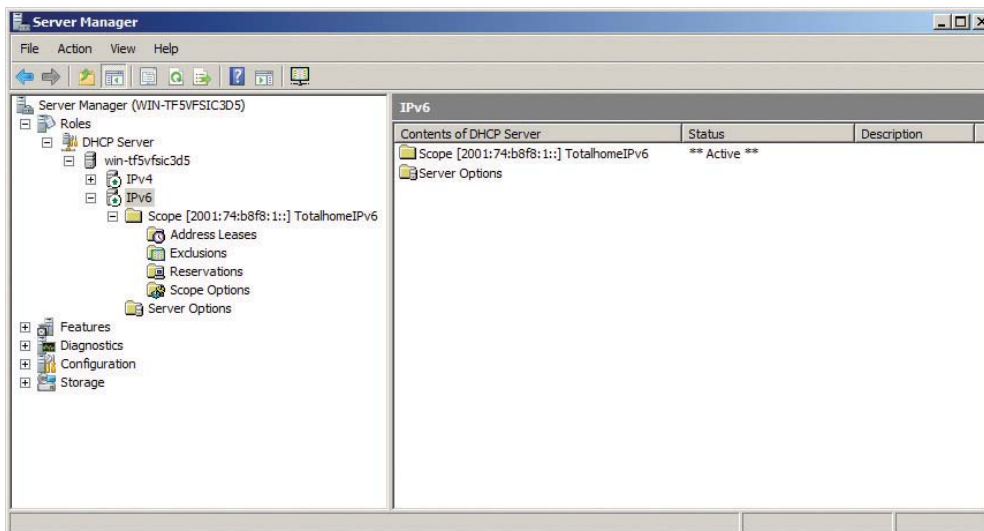 Server Manager
File Action View Help
Server Manager (WIN-TF5VFSIC3D5)
Roles
DHCP Server
win-tf5vfsic3d5
IPv4
IPv6
Scope [2001:74:b8f8:1::] TotalhomeIPv6
Address Leases
Exclusions
Reservations
Scope Options
Server Options
Features
Diagnostics
Configuration
Storage
IPv6
Contents of DHCP Server Status Description
Scope [2001:74:b8f8:1::] TotalhomeIPv6 ** Active **
Server Options